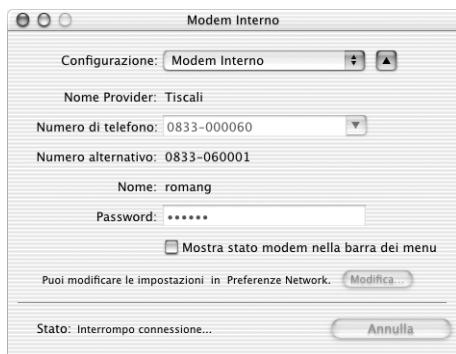 Modem Interno
Configurazione: Modem Interno
Nome Provider: Tiscali
Numero di telefono: 0833-000060
Numero alternativo: 0833-060001
Nome: romang
Password: ••••••
Mostra stato modem nella barra dei menu
Puoi modificare le impostazioni in Preferenze Network. Modifica...
Stato: Interrompo connessione... Annulla